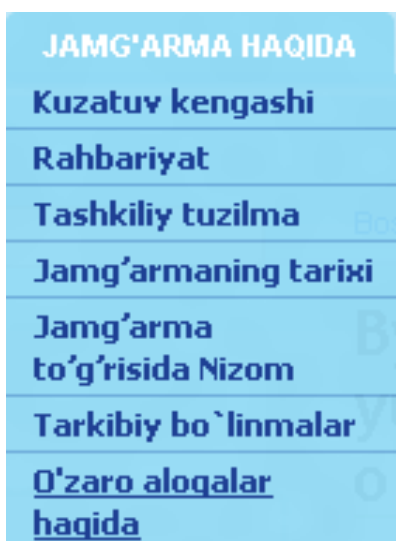 JAMG'ARMA HAQIDA
Kuzatuv kengashi
Rahbariyat
Tashkiliy tuzilma
Jamg’armaning tarixi
Jamg’arma
to’g’risida Nizom
Tarkibiy bo`linmalar
O'zaro aloqalar
haqida